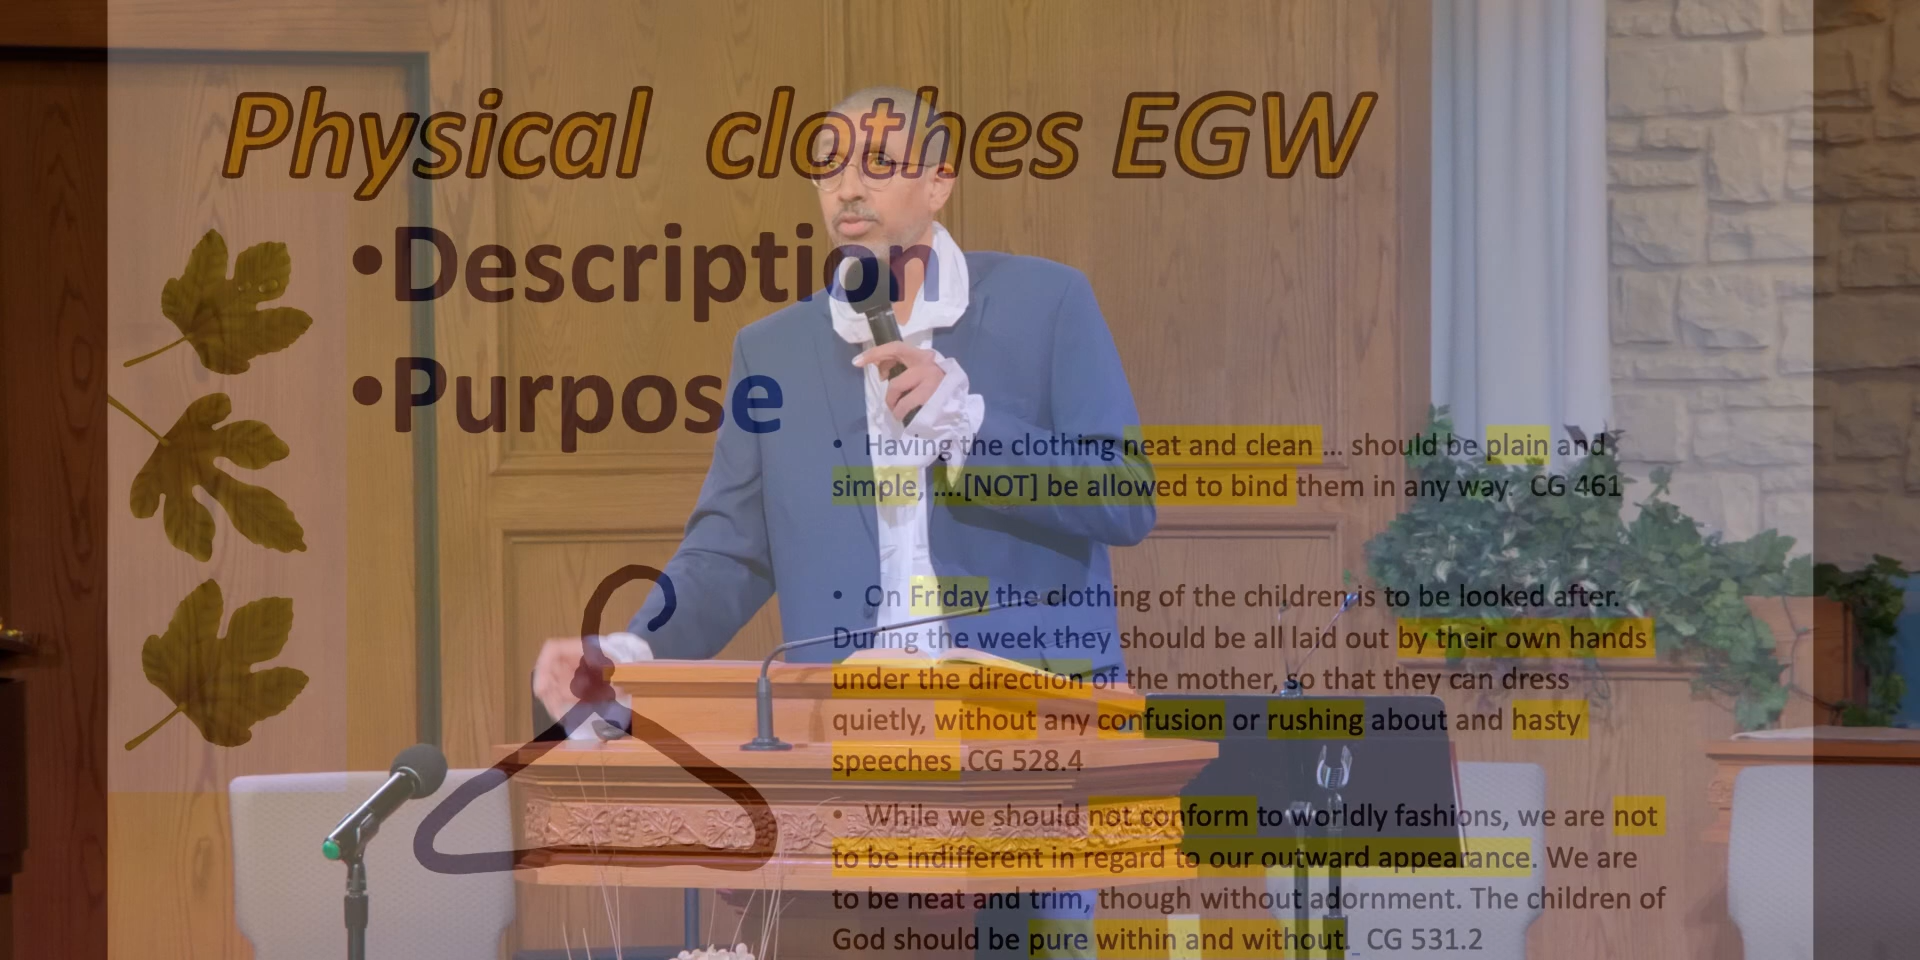 Physical clothes EGW
•Description
•Purpose
• Having the clothing neat and clean ... should be plain and
simple, ....[NOT] be allowed to bind them in any way. CG 461
• On Friday the clothing of the children is to be looked after.
During the week they should be all laid out by their own hands
under the direction of the mother, so that they can dress
quietly, without any confusion or rushing about and hasty
speeches .CG 528.4
• While we should not conform to worldly fashions, we are not
to be indifferent in regard to our outward appearance. We are
to be neat and trim, though without adornment. The children of
God should be pure within and without. CG 531.2